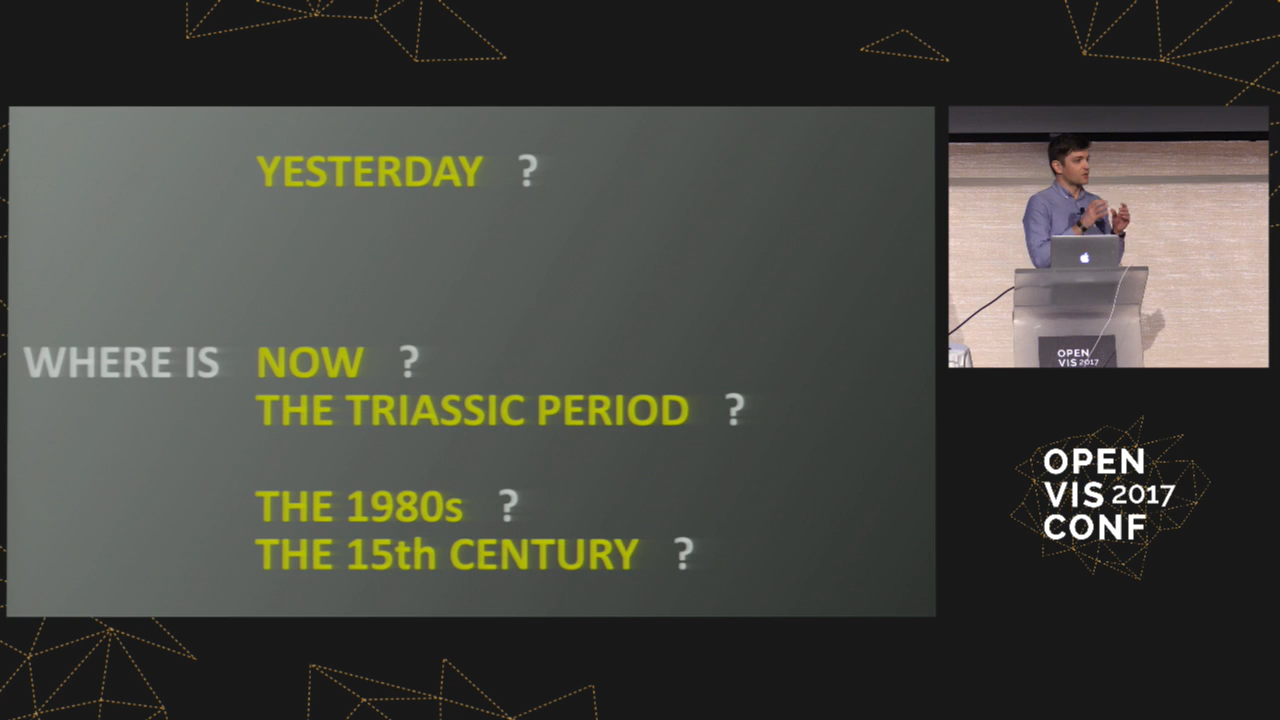 YESTERDAY ?
WHERE IS NOW ?
THE TRIASSIC PERIOD ?
THE 1980s ?
THE 15th CENTURY ?
OPEN
VIS 2017
OPEN
VIS 2017
CONF